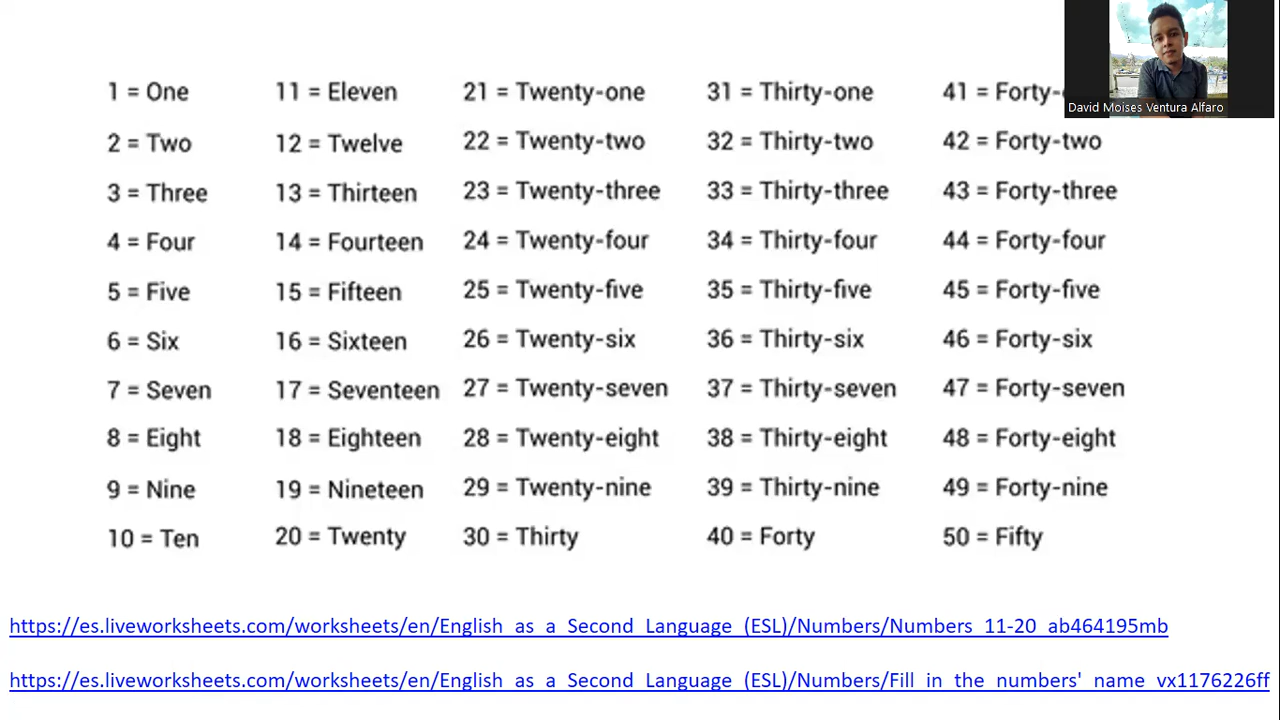 1 = One 11 = Eleven 21 = Twenty-one 31 = Thirty-one 41 = Forty-
David Moises Ventura Alfaro
2 = Two 12 = Twelve 22 = Twenty-two 32 = Thirty-two 42 = Forty-two
3 = Three 13 = Thirteen 23 = Twenty-three 33 = Thirty-three 43 = Forty-three
4 = Four 14 = Fourteen 24 = Twenty-four 34 = Thirty-four 44 = Forty-four
5 = Five 15 = Fifteen 25 = Twenty-five 35 = Thirty-five 45 = Forty-five
6 = Six 16 = Sixteen 26 = Twenty-six 36 = Thirty-six 46 = Forty-six
7 = Seven 17 = Seventeen 27 = Twenty-seven 37 = Thirty-seven 47 = Forty-seven
8 = Eight 18 = Eighteen 28 = Twenty-eight 38 = Thirty-eight 48 = Forty-eight
9 = Nine 19 = Nineteen 29 = Twenty-nine 39 = Thirty-nine 49 = Forty-nine
10 = Ten 20 = Twenty 30 = Thirty 40 = Forty 50 = Fifty
https://es.liveworksheets.com/worksheets/en/English_as_a_Second_Language_(ESL)/Numbers/Numbers_11-20_ab464195mb
https://es.liveworksheets.com/worksheets/en/English_as_a_Second_Language_(ESL)/Numbers/Fill_in_the_numbers'_name_vx1176226ff